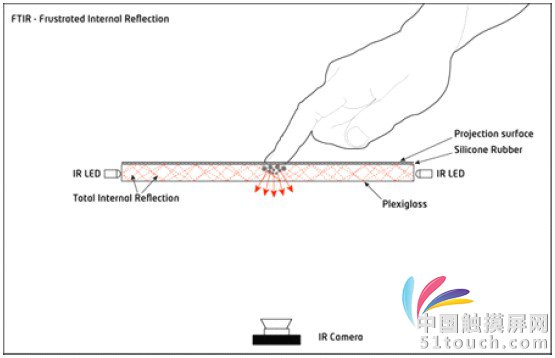 FTIR - Frustrated Internal Reflection
Projection surface
Silicone Rubber
IR LED
IR LED
Total Internal Reflection
Plexiglass
IR Camera
中国触摸屏网
51touch.com